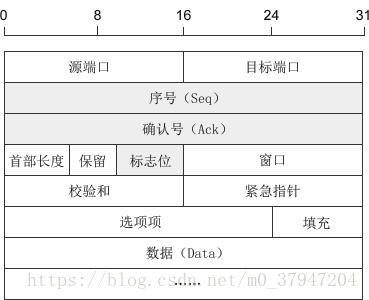 0 8 16 24 31
源端口 目标端口
序号（Seq）
确认号（Ack）
首部长度 保留 标志位 窗口
校验和 紧急指针
选项项 填充
数据（Data）
......
https://blog.csdn.net/m0_37947204